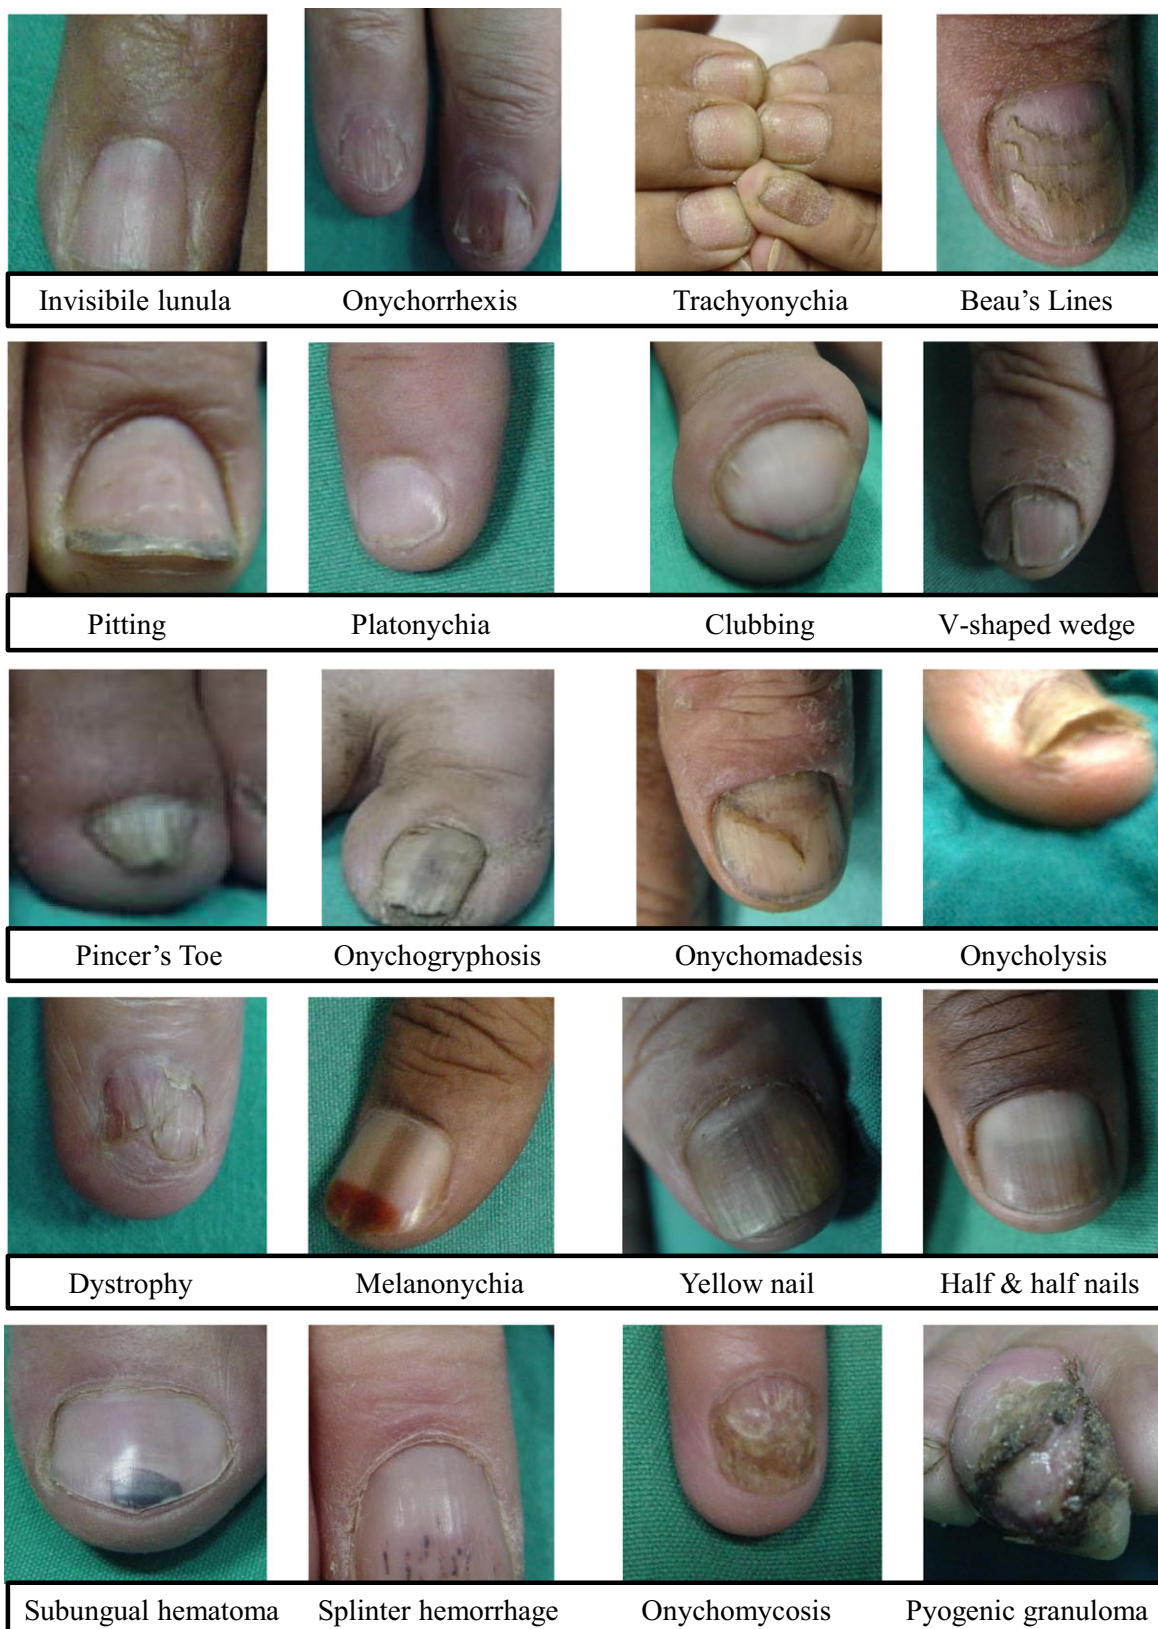 Invisibile lunula Onychorrhexis Trachyonychia Beau's Lines
Pitting Platonychia Clubbing V-shaped wedge
Pincer's Toe Onychogryphosis Onychomadesis Onycholysis
Dystrophy Melanonychia Yellow nail Half & half nails
Subungual hematoma Splinter hemorrhage Onychomycosis Pyogenic granuloma